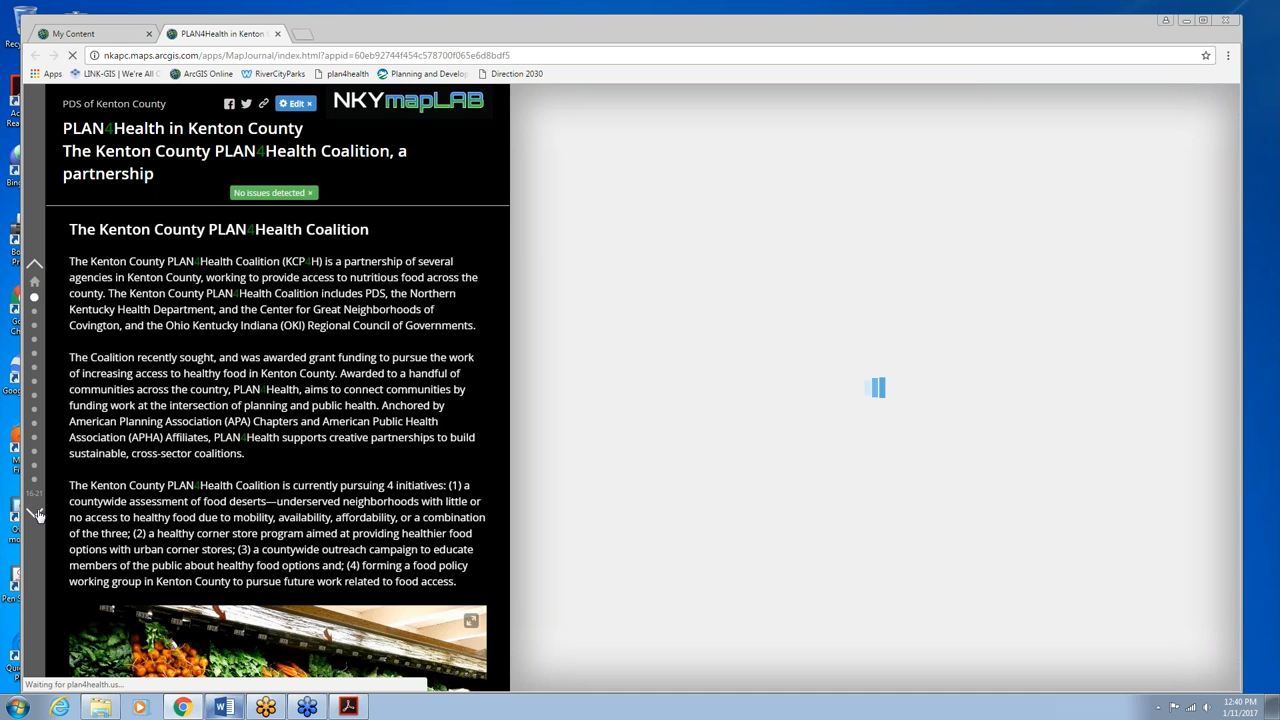 My Content
PLAN4Health in Kenton
nkapc.maps.arcgis.com/apps/MapJournal/index.html?appid=60eb92744f454c578700f065e6d8bdf5
Apps LINK-GIS | We're All ArcGIS Online RiverCityParks plan4health Planning and Develop Direction 2030
PDS of Kenton County Edit
NKYmapLAB
PLAN4Health in Kenton County
The Kenton County PLAN4Health Coalition, a
partnership
No issues detected
The Kenton County PLAN4Health Coalition
The Kenton County PLAN4Health Coalition (KCP4H) is a partnership of several
agencies in Kenton County, working to provide access to nutritious food across the
county. The Kenton County PLAN4Health Coalition includes PDS, the Northern
Kentucky Health Department, and the Center for Great Neighborhoods of
Covington, and the Ohio Kentucky Indiana (OKI) Regional Council of Governments.
The Coalition recently sought, and was awarded grant funding to pursue the work
of increasing access to healthy food in Kenton County. Awarded to a handful of
communities across the country, PLAN4Health, aims to connect communities by
funding work at the intersection of planning and public health. Anchored by
American Planning Association (APA) Chapters and American Public Health
Association (APHA) Affiliates, PLAN4Health supports creative partnerships to build
sustainable, cross-sector coalitions.
The Kenton County PLAN4Health Coalition is currently pursuing 4 initiatives: (1) a
countywide assessment of food deserts—underserved neighborhoods with little or
no access to healthy food due to mobility, availability, affordability, or a combination
of the three; (2) a healthy corner store program aimed at providing healthier food
options with urban corner stores; (3) a countywide outreach campaign to educate
members of the public about healthy food options and; (4) forming a food policy
working group in Kenton County to pursue future work related to food access.
16-21
Waiting for plan4health.us...
12:40 PM
1/11/2017